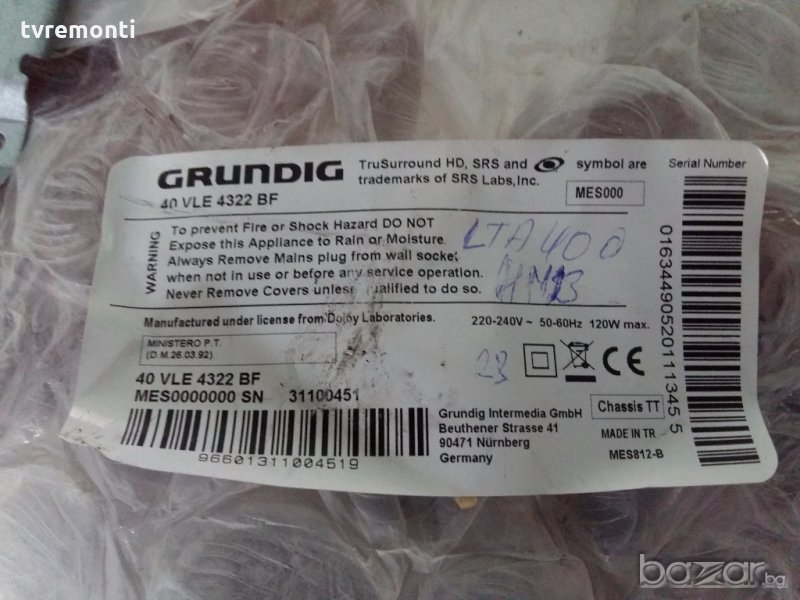 tvremonti
GRUNDIG
40 VLE 4322 BF
TruSurround HD, SRS and symbol are
trademarks of SRS Labs,Inc.
MES000
Serial Number
WARNING
To prevent Fire or Shock Hazard DO NOT
Expose this Appliance to Rain or Moisture
Always Remove Mains plug from wall socket
when not in use or before any service operation.
Never Remove Covers unless qualified to do so.
LTA400
Manufactured under license from Dolby Laboratories.
220-240V ~ 50-60Hz 120W max.
MINISTERO P.T.
(D.M.26.03.92)
23
CE
40 VLE 4322 BF
MES0000000 SN 31100451
96601311004519
Grundig Intermedia GmbH
Beuthener Strasse 41
90471 Nürnberg
Germany
Chassis TT
MADE IN TR
MES812-B
01634490520111345 5
bazar.bg